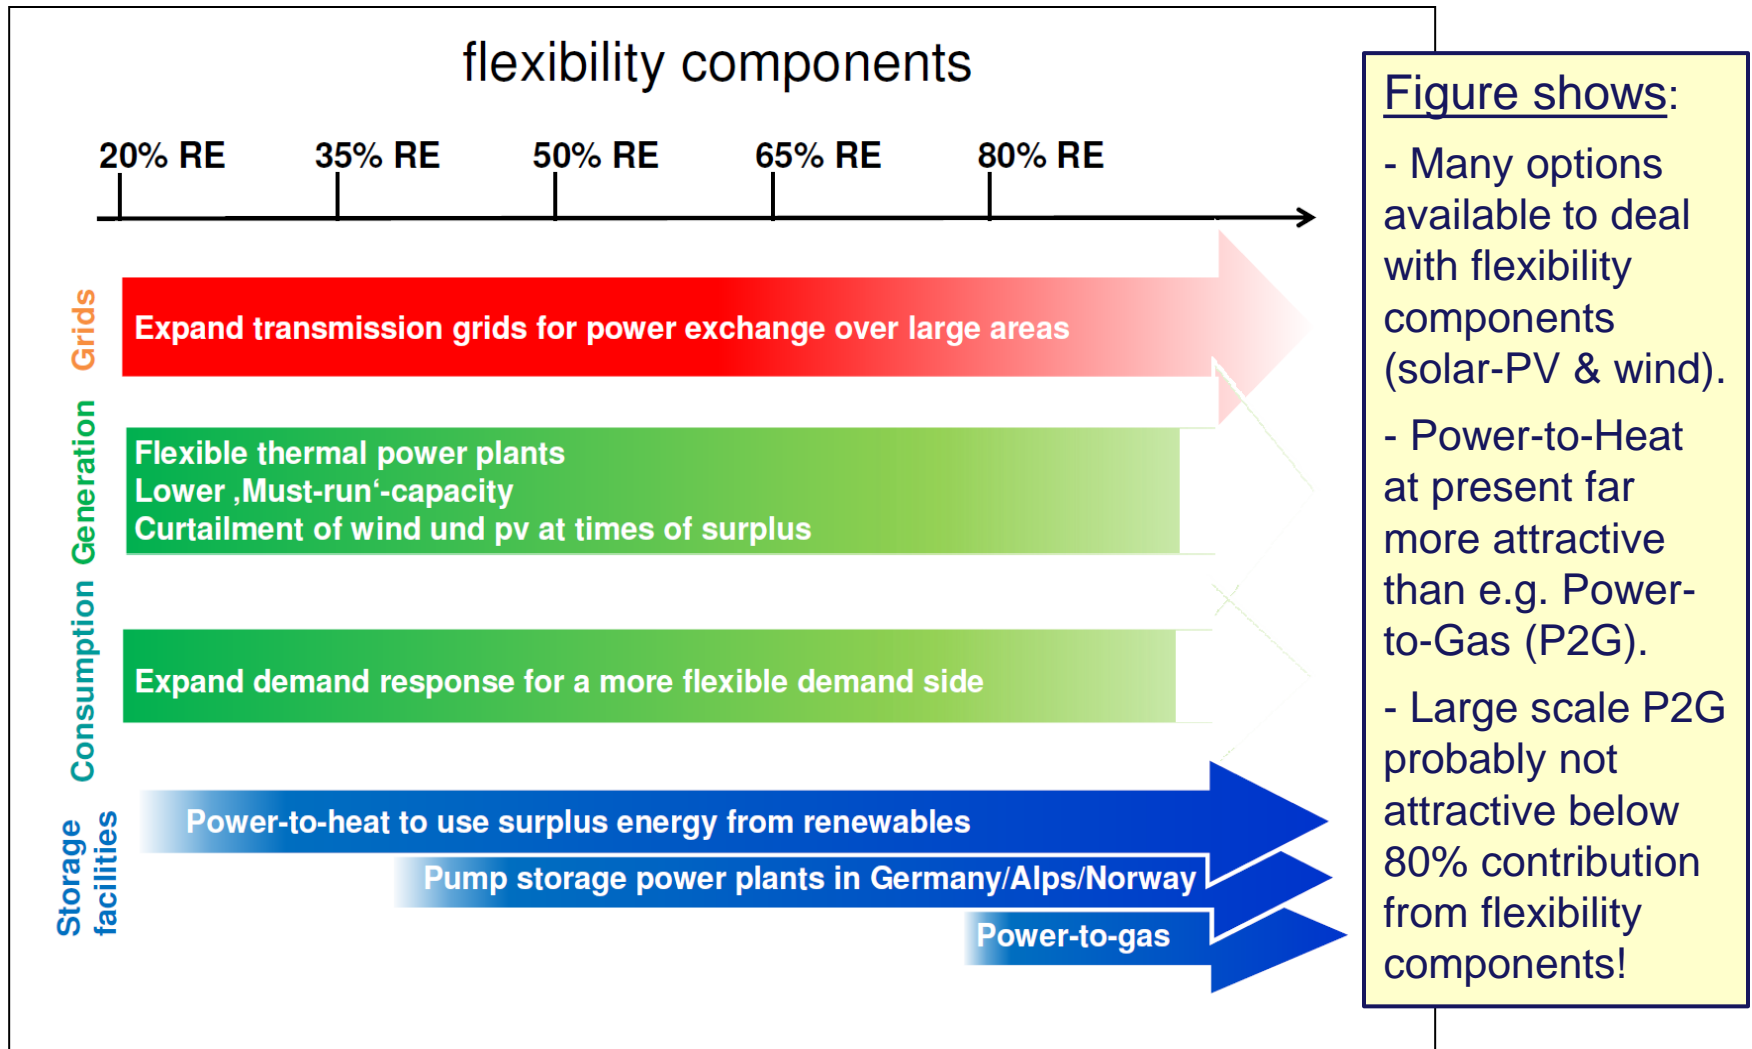 flexibility components
20% RE 35% RE 50% RE 65% RE 80% RE
Grids
Expand transmission grids for power exchange over large areas
Generation
Flexible thermal power plants
Lower ‚Must-run‘-capacity
Curtailment of wind und pv at times of surplus
Consumption
Expand demand response for a more flexible demand side
Storage
facilities
Power-to-heat to use surplus energy from renewables
Pump storage power plants in Germany/Alps/Norway
Power-to-gas
Figure shows:
- Many options
available to deal
with flexibility
components
(solar-PV & wind).
- Power-to-Heat
at present far
more attractive
than e.g. Power-
to-Gas (P2G).
- Large scale P2G
probably not
attractive below
80% contribution
from flexibility
components!